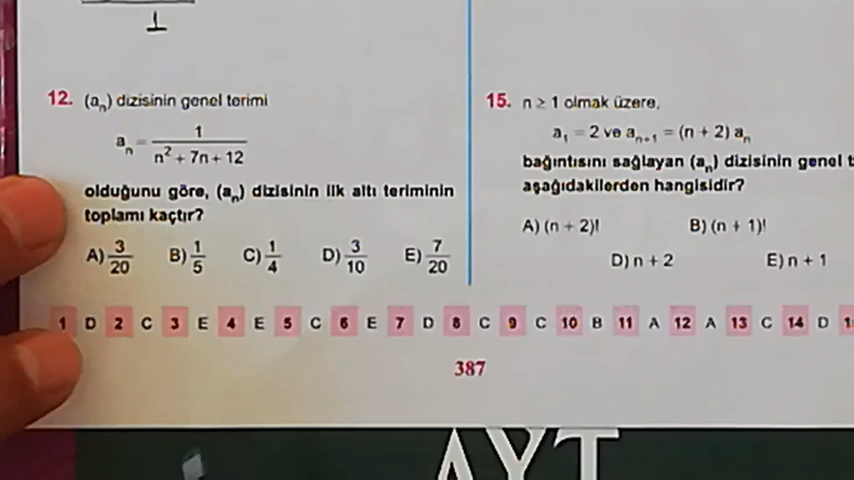 1
12. (aₙ) dizisinin genel terimi
aₙ = 1 / (n² + 7n + 12)
olduğunu göre, (aₙ) dizisinin ilk altı teriminin
toplamı kaçtır?
A) 3/20 B) 1/5 C) 1/4 D) 3/10 E) 7/20
15. n ≥ 1 olmak üzere,
a₁ = 2 ve aₙ₊₁ = (n + 2) aₙ
bağıntısını sağlayan (aₙ) dizisinin genel
aşağıdakilerden hangisidir?
A) (n + 2)! B) (n + 1)!
D) n + 2 E) n + 1
1 D 2 C 3 E 4 E 5 C 6 E 7 D 8 C 9 C 10 B 11 A 12 A 13 C 14 D
387
AYT